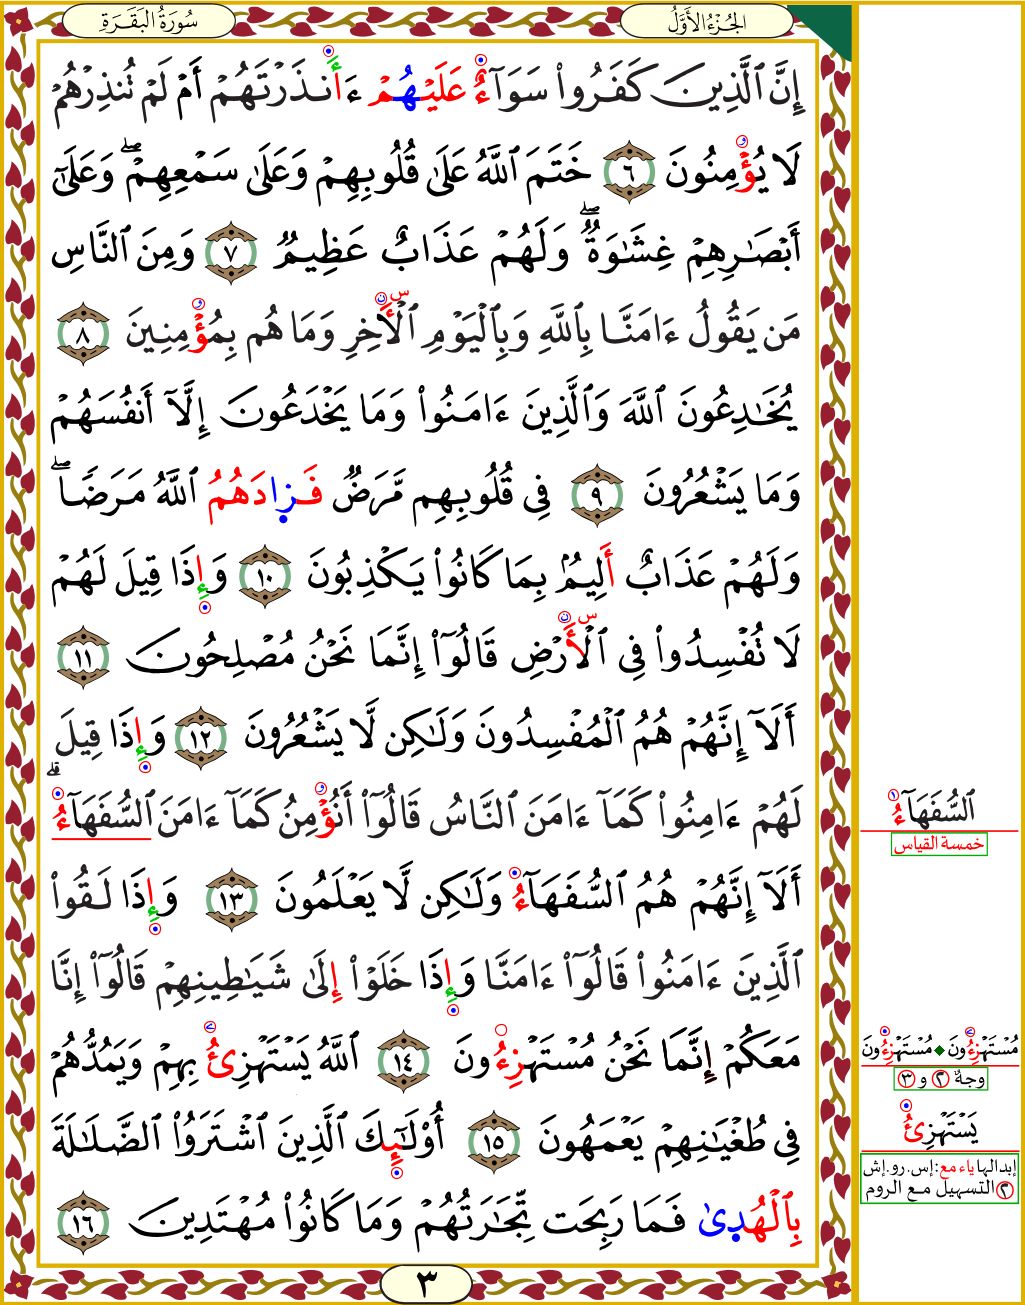 سُورَةُ البَقَرَةِ
الجُزْءُ الأَوَّلُ
إِنَّ ٱلَّذِينَ كَفَرُوا۟ سَوَآءٌ عَلَيْهُمْ ءَأَنذَرْتَهُمْ أَمْ لَمْ تُنذِرْهُمْ
لَا يُؤْمِنُونَ ٦ خَتَمَ ٱللَّهُ عَلَىٰ قُلُوبِهِمْ وَعَلَىٰ سَمْعِهِمْ ۖ وَعَلَىٰٓ
أَبْصَـٰرِهِمْ غِشَـٰوَةٌ ۖ وَلَهُمْ عَذَابٌ عَظِيمٌ ٧ وَمِنَ ٱلنَّاسِ
مَن يَقُولُ ءَامَنَّا بِٱللَّهِ وَبِٱلْيَوْمِ ٱلْأَخِرِ وَمَا هُم بِمُؤْمِنِينَ ٨
يُخَـٰدِعُونَ ٱللَّهَ وَٱلَّذِينَ ءَامَنُوا۟ وَمَا يَخْدَعُونَ إِلَّآ أَنفُسَهُمْ
وَمَا يَشْعُرُونَ ٩ فِى قُلُوبِهِم مَّرَضٌ فَزِادَهُمُ ٱللَّهُ مَرَضًا ۖ
وَلَهُمْ عَذَابٌ أَلِيمٌۢ بِمَا كَانُوا۟ يَكْذِبُونَ ١٠ وَإِذَا قِيلَ لَهُمْ
لَا تُفْسِدُوا۟ فِى ٱلْأَرْضِ قَالُوٓا۟ إِنَّمَا نَحْنُ مُصْلِحُونَ ١١
أَلَآ إِنَّهُمْ هُمُ ٱلْمُفْسِدُونَ وَلَـٰكِن لَّا يَشْعُرُونَ ١٢ وَإِذَا قِيلَ
لَهُمْ ءَامِنُوا۟ كَمَآ ءَامَنَ ٱلنَّاسُ قَالُوٓا۟ أَنُؤْمِنُ كَمَآ ءَامَنَ ٱلسُّفَهَآءُ ۗ
أَلَآ إِنَّهُمْ هُمُ ٱلسُّفَهَآءُ وَلَـٰكِن لَّا يَعْلَمُونَ ١٣ وَإِذَا لَقُوا۟
ٱلَّذِينَ ءَامَنُوا۟ قَالُوٓا۟ ءَامَنَّا وَإِذَا خَلَوْا۟ إِلَىٰ شَيَـٰطِينِهِمْ قَالُوٓا۟ إِنَّا
مَعَكُمْ إِنَّمَا نَحْنُ مُسْتَهْزِءُونَ ١٤ ٱللَّهُ يَسْتَهْزِئُ بِهِمْ وَيَمُدُّهُمْ
فِى طُغْيَـٰنِهِمْ يَعْمَهُونَ ١٥ أُو۟لَـٰٓئِكَ ٱلَّذِينَ ٱشْتَرَوُا۟ ٱلضَّلَـٰلَةَ
بِٱلْهُدِىٰ فَمَا رَبِحَت تِّجَـٰرَتُهُمْ وَمَا كَانُوا۟ مُهْتَدِينَ ١٦
٣
ٱلسُّفَهَآءُ
خمسة القياس
مُسْتَهْزِءُونَ مُسْتَهْزِءُونَ
وجهٌ ٢ و ٣
يَسْتَهْزِئُ
إبدالها ياء مع: إس. رو. إش
٢ التسهيل مع الروم